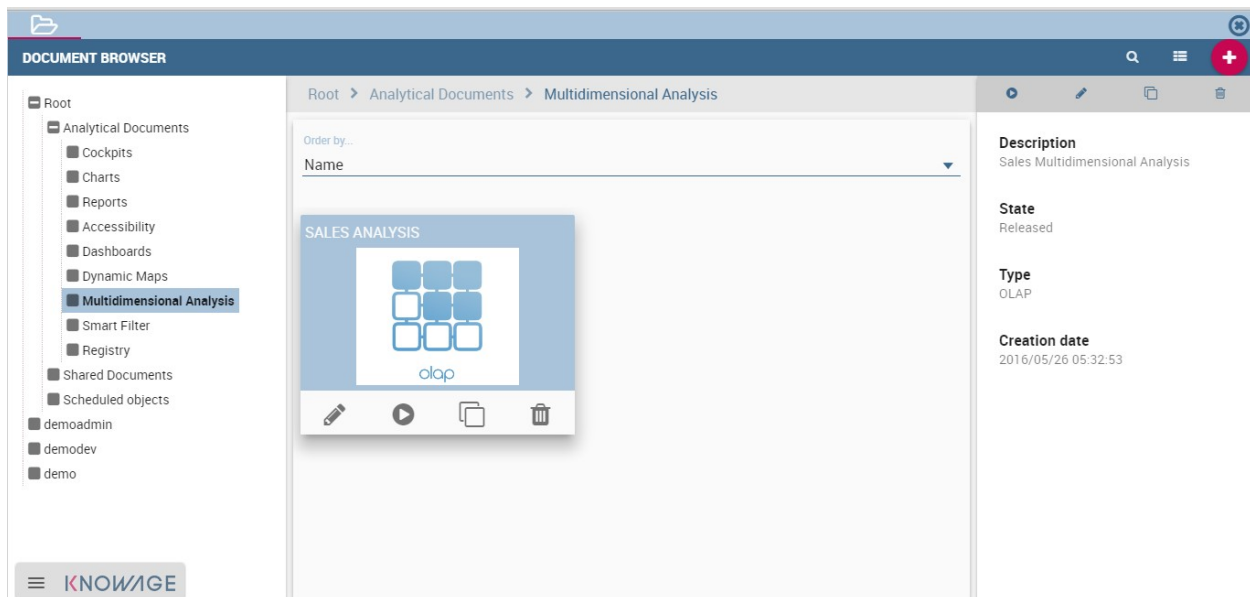 DOCUMENT BROWSER
Root
Analytical Documents
Cockpits
Charts
Reports
Accessibility
Dashboards
Dynamic Maps
Multidimensional Analysis
Smart Filter
Registry
Shared Documents
Scheduled objects
demoadmin
demodev
demo
KNOWAGE
Root > Analytical Documents > Multidimensional Analysis
Order by...
Name
SALES ANALYSIS
olap
Description
Sales Multidimensional Analysis
State
Released
Type
OLAP
Creation date
2016/05/26 05:32:53